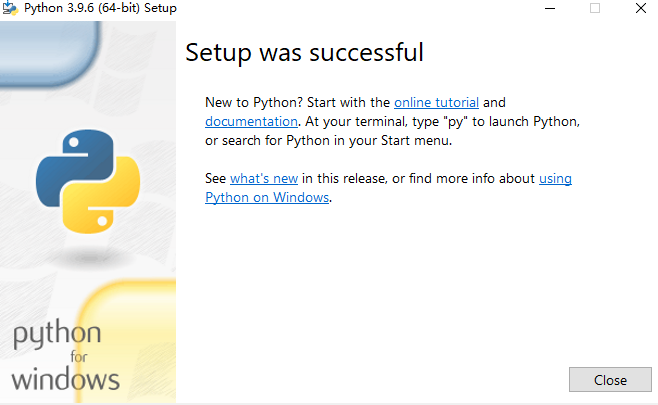 Python 3.9.6 (64-bit) Setup
Setup was successful
New to Python? Start with the online tutorial and
documentation. At your terminal, type "py" to launch Python,
or search for Python in your Start menu.
See what's new in this release, or find more info about using
Python on Windows.
python
for
windows
Close